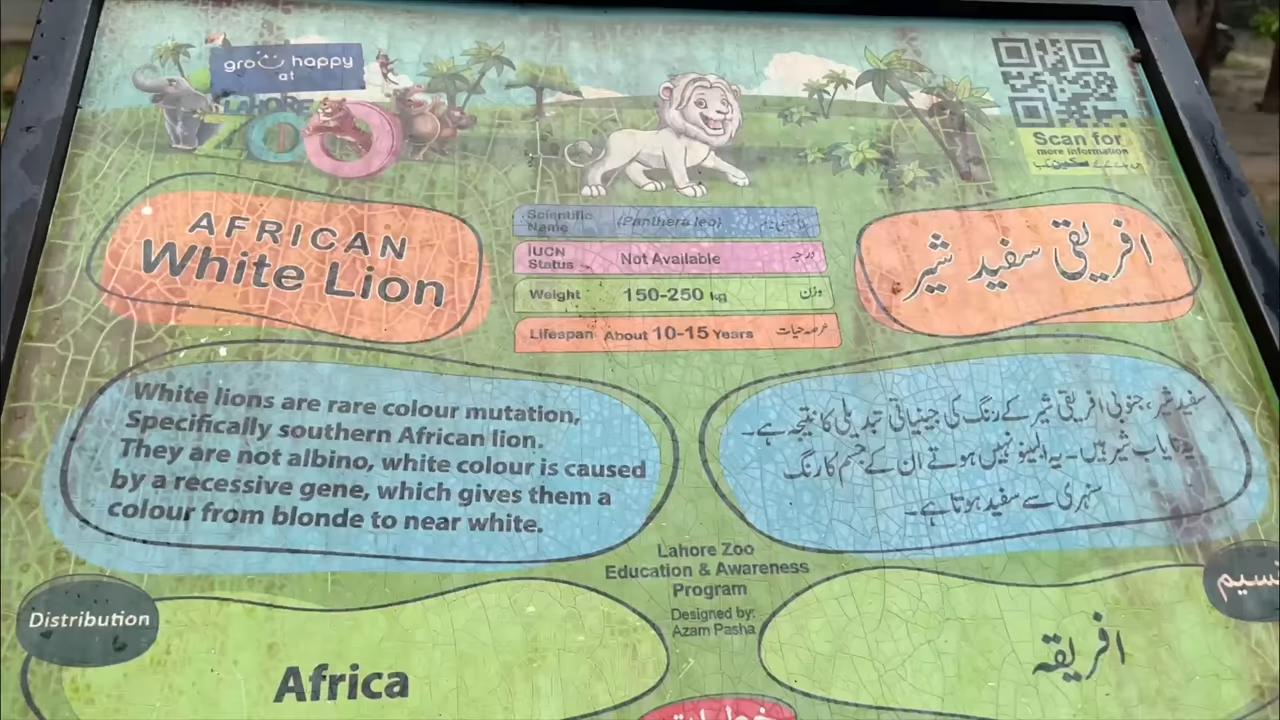 grow happy
at
LAHORE
ZOO
Scan for
more information
AFRICAN
White Lion
Scientific Name (Panthera leo)
IUCN Status Not Available درجہ
Weight 150-250 kg وزن
Lifespan About 10-15 Years عرصہ حیات
افریقی سفید شیر
White lions are rare colour mutation,
Specifically southern African lion.
They are not albino, white colour is caused
by a recessive gene, which gives them a
colour from blonde to near white.
سفید شیر، جنوبی افریقی شیر کے رنگ کی جینیاتی تبدیلی کا نتیجہ ہے۔
یہ نایاب شیر ہیں۔ یہ البینو نہیں ہوتے ان کے جسم کا رنگ
سنہری سے سفید ہوتا ہے۔
Lahore Zoo
Education & Awareness
Program
Designed by:
Azam Pasha
Distribution
Africa
افریقہ